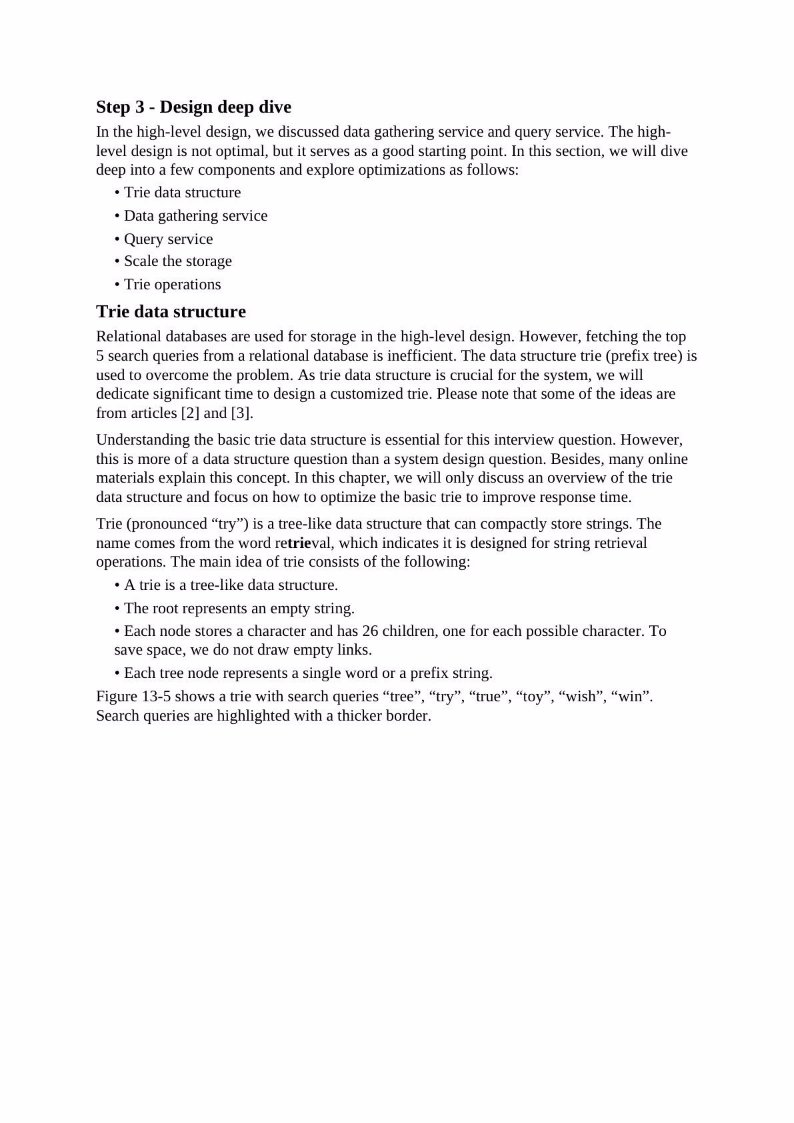 Step 3 - Design deep dive
In the high-level design, we discussed data gathering service and query service. The high-
level design is not optimal, but it serves as a good starting point. In this section, we will dive
deep into a few components and explore optimizations as follows:
• Trie data structure
• Data gathering service
• Query service
• Scale the storage
• Trie operations
Trie data structure
Relational databases are used for storage in the high-level design. However, fetching the top
5 search queries from a relational database is inefficient. The data structure trie (prefix tree) is
used to overcome the problem. As trie data structure is crucial for the system, we will
dedicate significant time to design a customized trie. Please note that some of the ideas are
from articles [2] and [3].
Understanding the basic trie data structure is essential for this interview question. However,
this is more of a data structure question than a system design question. Besides, many online
materials explain this concept. In this chapter, we will only discuss an overview of the trie
data structure and focus on how to optimize the basic trie to improve response time.
Trie (pronounced “try”) is a tree-like data structure that can compactly store strings. The
name comes from the word retrieval, which indicates it is designed for string retrieval
operations. The main idea of trie consists of the following:
• A trie is a tree-like data structure.
• The root represents an empty string.
• Each node stores a character and has 26 children, one for each possible character. To
save space, we do not draw empty links.
• Each tree node represents a single word or a prefix string.
Figure 13-5 shows a trie with search queries “tree”, “try”, “true”, “toy”, “wish”, “win”.
Search queries are highlighted with a thicker border.